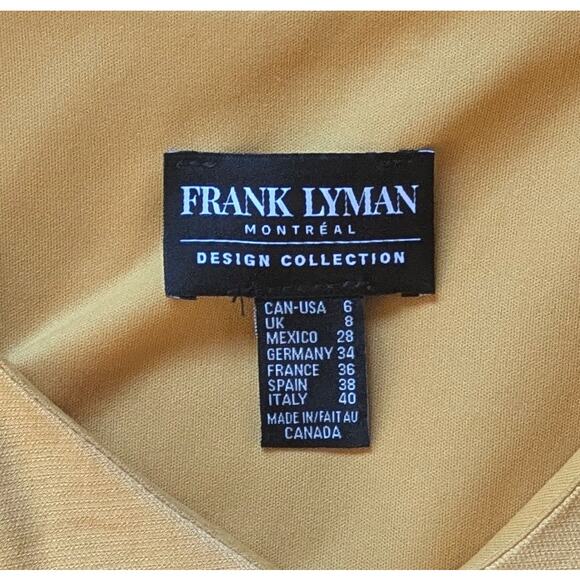 FRANK LYMAN
MONTRÉAL
DESIGN COLLECTION
CAN-USA 6
UK 8
MEXICO 28
GERMANY 34
FRANCE 36
SPAIN 38
ITALY 40
MADE IN/FAIT AU
CANADA